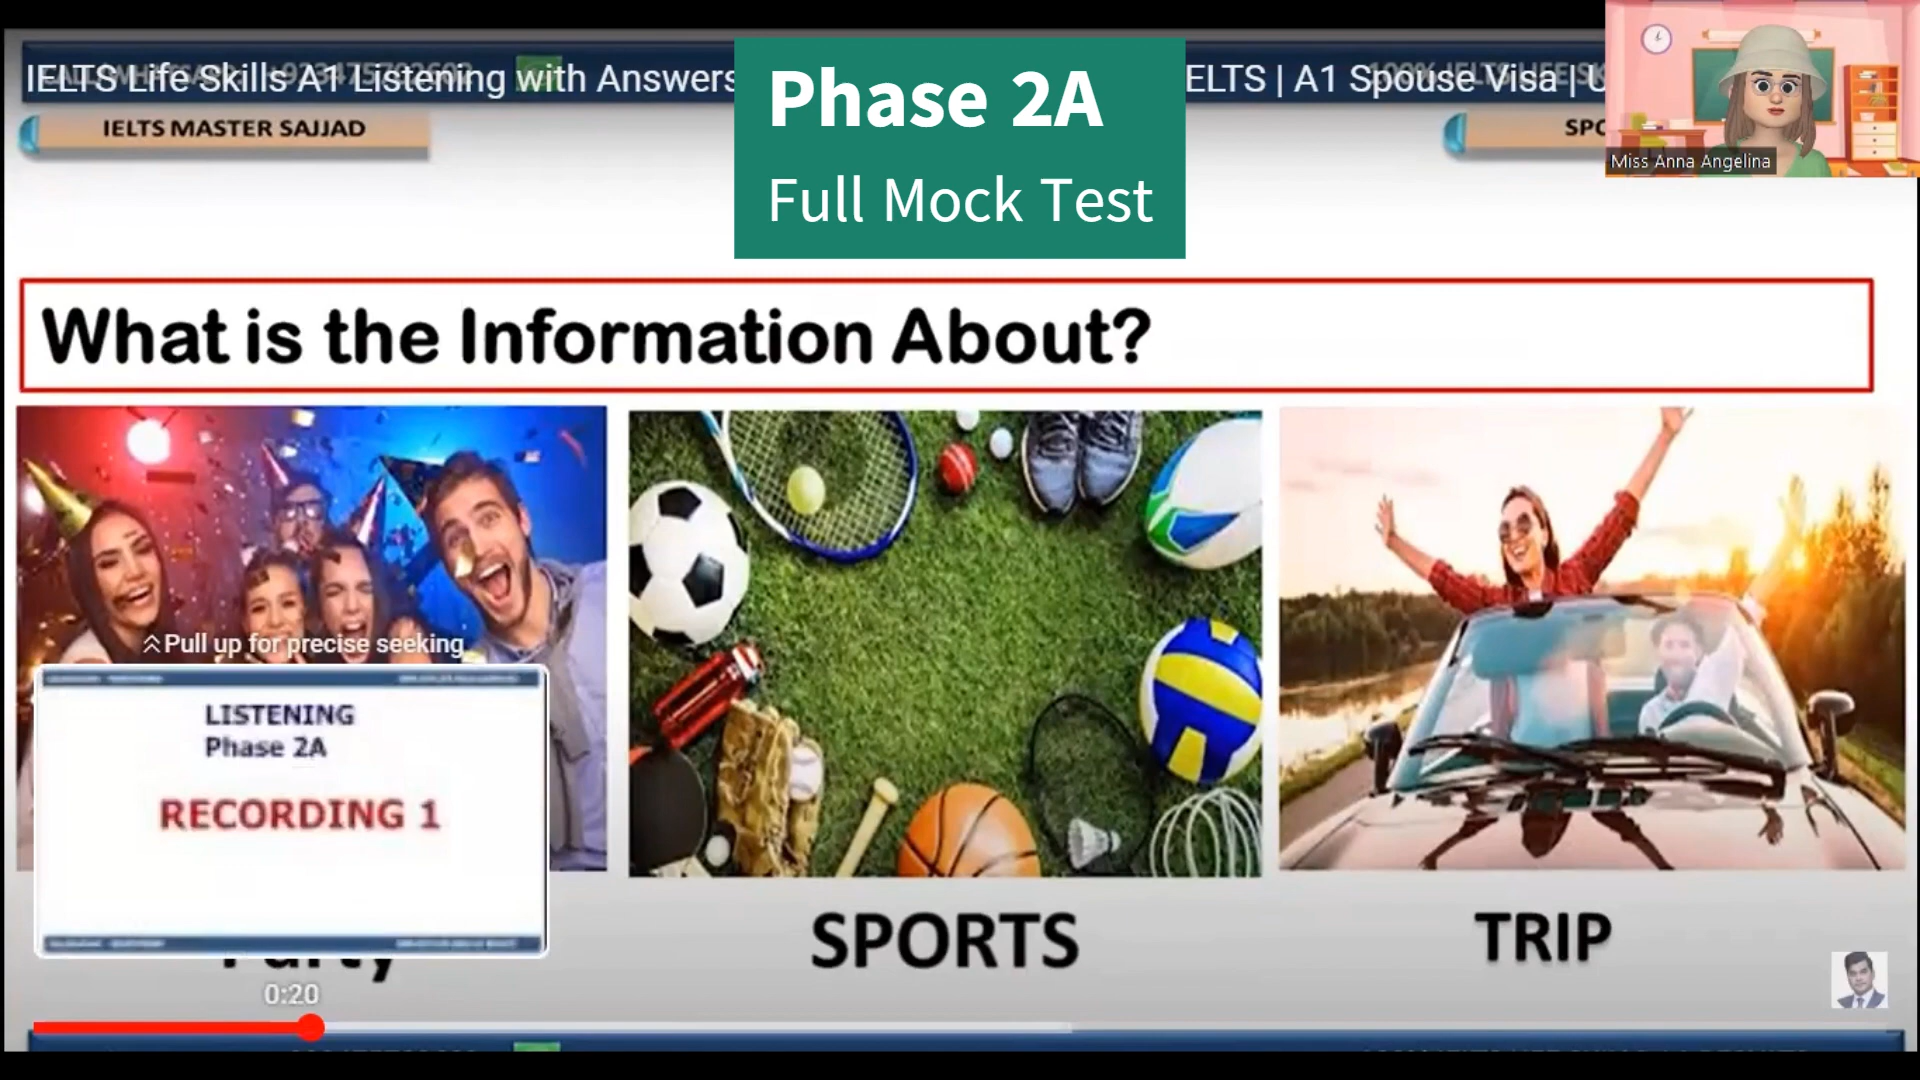 IELTS Life Skills A1 Listening with Answers
ELTS | A1 Spouse Visa | U
Phase 2A
Full Mock Test
IELTS MASTER SAJJAD
SPO
Miss Anna Angelina
What is the Information About?
Pull up for precise seeking
LISTENING
Phase 2A
RECORDING 1
Party
SPORTS
TRIP
0:20